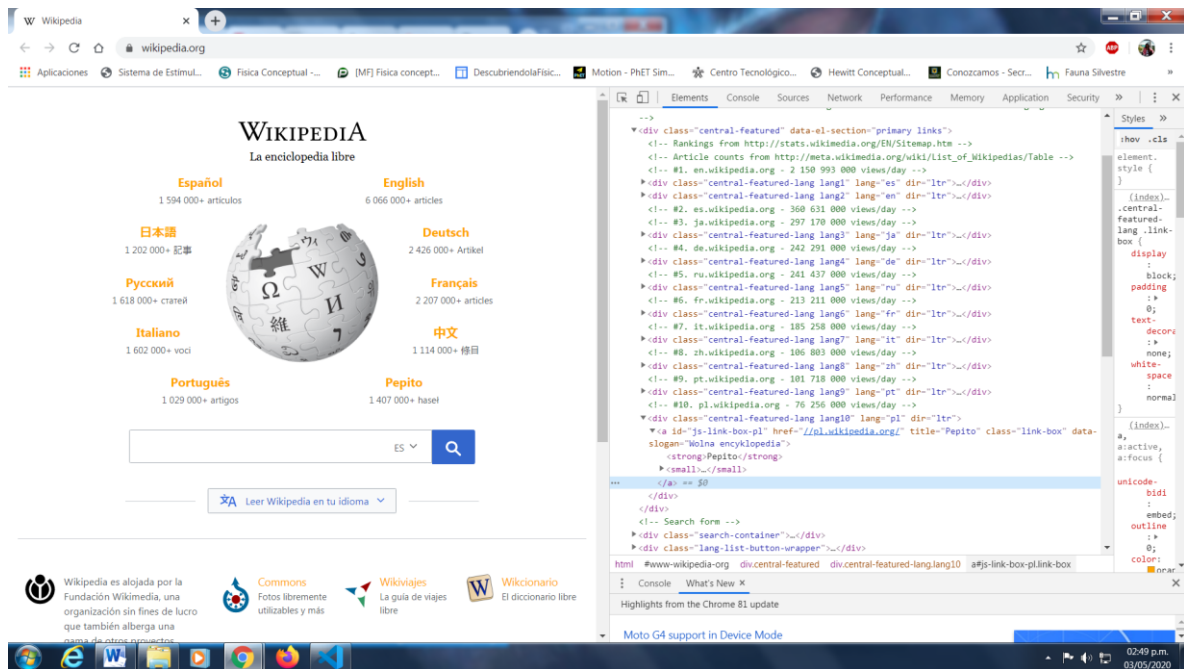 Wikipedia
wikipedia.org
Aplicaciones Sistema de Estímul... Física Conceptual -... [MF] Física concept... DescubriendolaFísic... Motion - PhET Sim... Centro Tecnológico... Hewitt Conceptual... Conozcamos - Secr... Fauna Silvestre »
WIKIPEDIA
La enciclopedia libre
Español
1 594 000+ artículos
English
6 066 000+ articles
日本語
1 202 000+ 記事
Deutsch
2 426 000+ Artikel
Русский
1 618 000+ статей
Français
2 207 000+ articles
Italiano
1 602 000+ voci
中文
1 114 000+ 條目
Português
1 029 000+ artigos
Pepito
1 407 000+ haseł
ES
Leer Wikipedia en tu idioma
Wikipedia es alojada por la
Fundación Wikimedia, una
organización sin fines de lucro
que también alberga una
gama de otros proyectos
Commons
Fotos libremente
utilizables y más
Wikiviajes
La guía de viajes
libre
Wikcionario
El diccionario libre
Elements Console Sources Network Performance Memory Application Security »
-->
<div class="central-featured" data-el-section="primary links">
<!-- Rankings from http://stats.wikimedia.org/EN/Sitemap.htm -->
<!-- Article counts from http://meta.wikimedia.org/wiki/List_of_Wikipedias/Table -->
<!-- #1. en.wikipedia.org - 2 150 993 000 views/day -->
<div class="central-featured-lang lang1" lang="es" dir="ltr">…</div>
<div class="central-featured-lang lang2" lang="en" dir="ltr">…</div>
<!-- #2. es.wikipedia.org - 360 631 000 views/day -->
<!-- #3. ja.wikipedia.org - 297 170 000 views/day -->
<div class="central-featured-lang lang3" lang="ja" dir="ltr">…</div>
<!-- #4. de.wikipedia.org - 242 291 000 views/day -->
<div class="central-featured-lang lang4" lang="de" dir="ltr">…</div>
<!-- #5. ru.wikipedia.org - 241 437 000 views/day -->
<div class="central-featured-lang lang5" lang="ru" dir="ltr">…</div>
<!-- #6. fr.wikipedia.org - 213 211 000 views/day -->
<div class="central-featured-lang lang6" lang="fr" dir="ltr">…</div>
<!-- #7. it.wikipedia.org - 185 258 000 views/day -->
<div class="central-featured-lang lang7" lang="it" dir="ltr">…</div>
<!-- #8. zh.wikipedia.org - 106 803 000 views/day -->
<div class="central-featured-lang lang8" lang="zh" dir="ltr">…</div>
<!-- #9. pt.wikipedia.org - 101 718 000 views/day -->
<div class="central-featured-lang lang9" lang="pt" dir="ltr">…</div>
<!-- #10. pl.wikipedia.org - 76 256 000 views/day -->
<div class="central-featured-lang lang10" lang="pl" dir="ltr">
<a id="js-link-box-pl" href="//pl.wikipedia.org/" title="Pepito" class="link-box" data-
slogan="Wolna encyklopedia">
<strong>Pepito</strong>
<small>…</small>
</a> == $0
</div>
</div>
<!-- Search form -->
<div class="search-container">…</div>
<div class="lang-list-button-wrapper">…</div>
html #www-wikipedia-org div.central-featured div.central-featured-lang.lang10 a#js-link-box-pl.link-box
Styles »
:hov .cls
element.
style {
}
(index)…
.central-
featured-
lang .link-
box {
display
:
block;
padding
:
0;
text-
decora
:
none;
white-
space
:
normal
}
(index)…
a,
a:active,
a:focus {
unicode-
bidi
:
embed;
outline
:
0;
color:
orar
Console What's New ×
Highlights from the Chrome 81 update
Moto G4 support in Device Mode
02:49 p.m.
03/05/2020